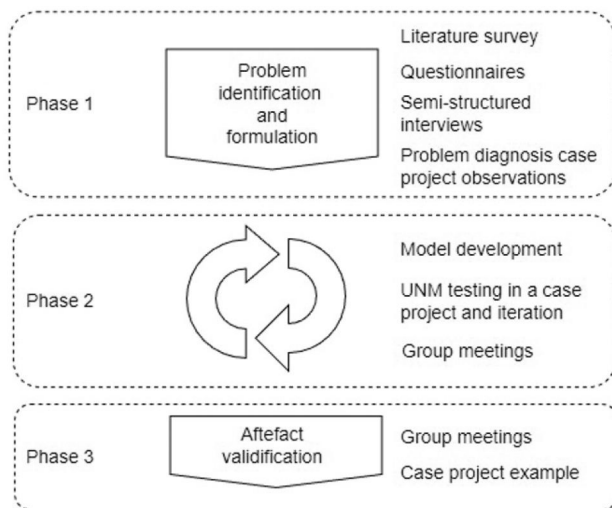 Phase 1
Problem
identification
and
formulation
Literature survey
Questionnaires
Semi-structured
interviews
Problem diagnosis case
project observations
Phase 2
Model development
UNM testing in a case
project and iteration
Group meetings
Phase 3
Aftefact
validification
Group meetings
Case project example